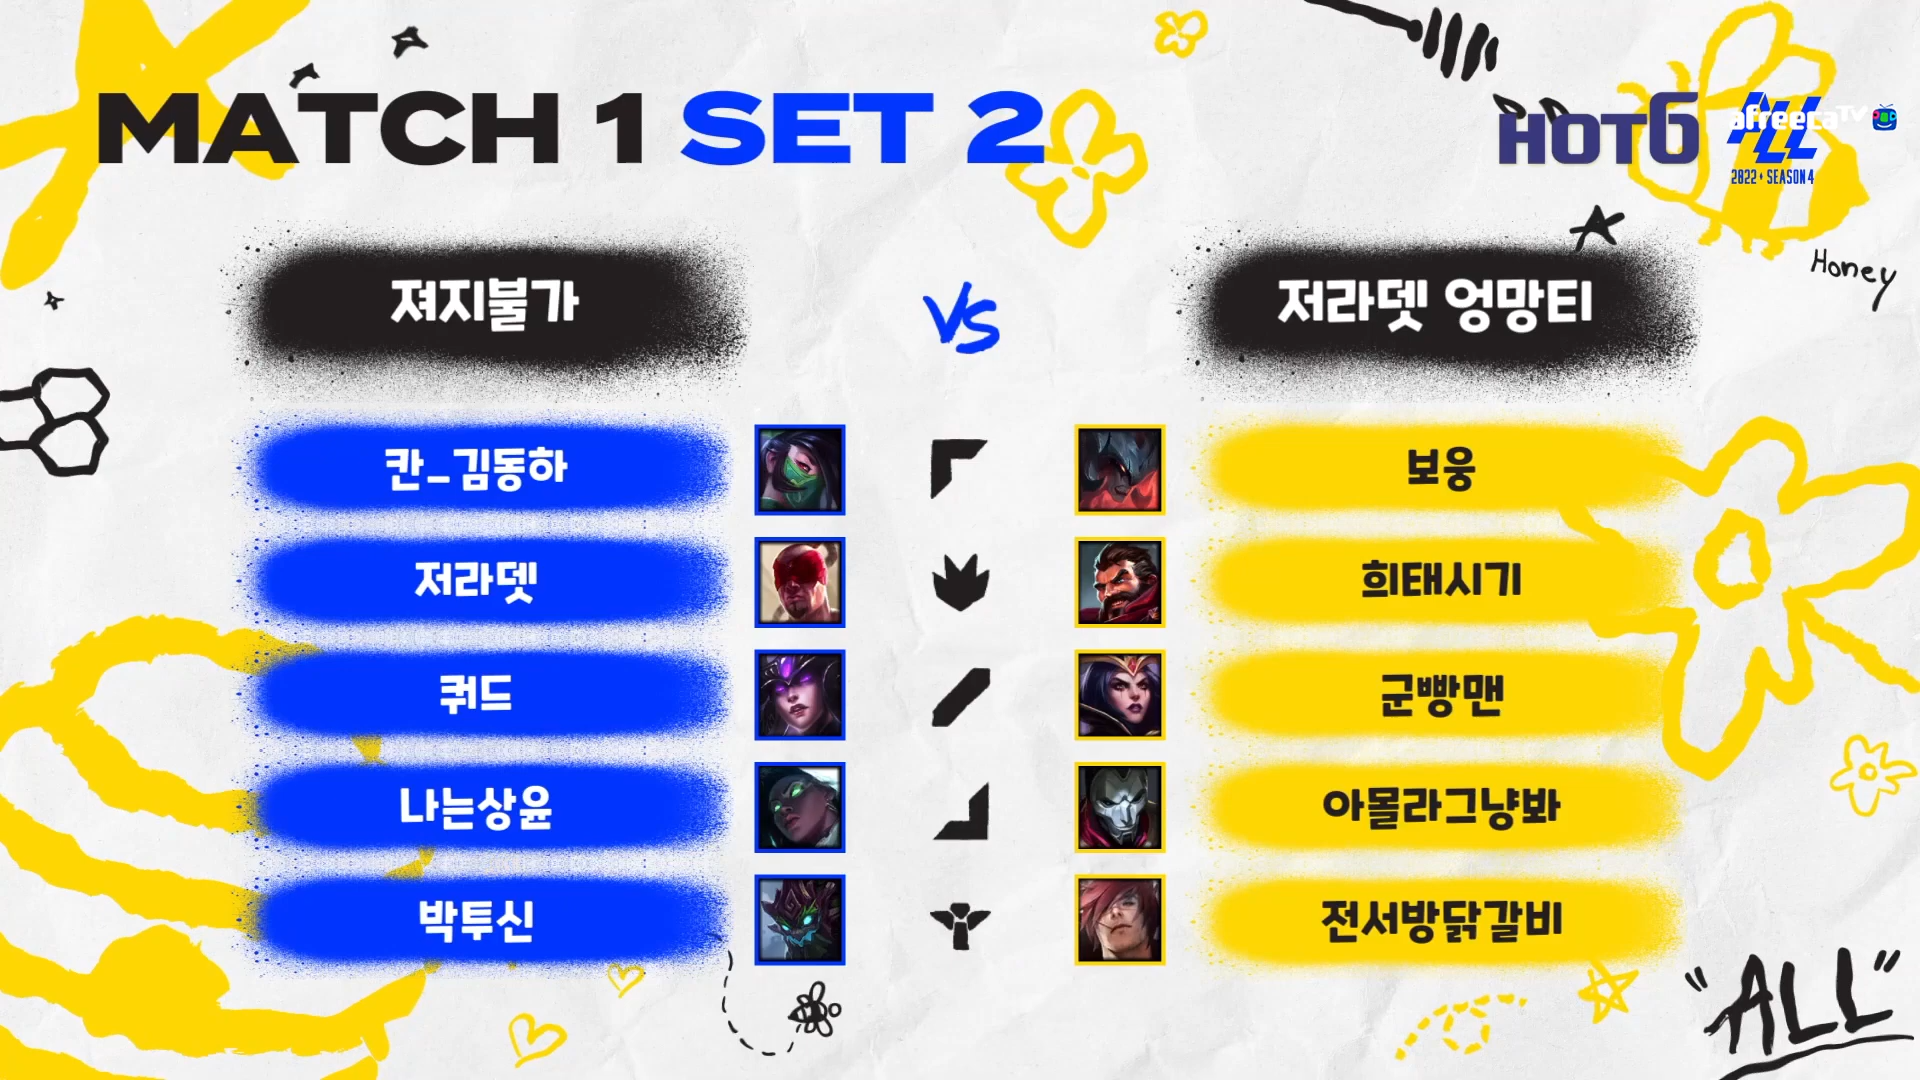 MATCH 1 SET 2
HOT6
afreecaTV
ALL
2022 SEASON 4
Honey
져지불가
VS
저라뎃 엉망티
칸_김동하
보웅
저라뎃
희태시기
쿼드
군빵맨
나는상윤
아몰라그냥봐
박투신
전서방닭갈비
"ALL"